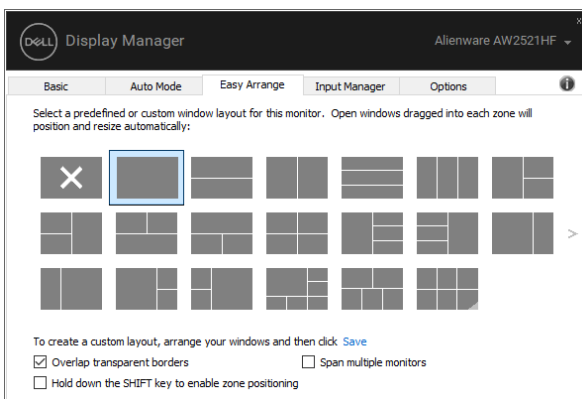 DELL Display Manager Alienware AW2521HF
Basic Auto Mode Easy Arrange Input Manager Options
Select a predefined or custom window layout for this monitor. Open windows dragged into each zone will
position and resize automatically:
To create a custom layout, arrange your windows and then click Save
Overlap transparent borders Span multiple monitors
Hold down the SHIFT key to enable zone positioning